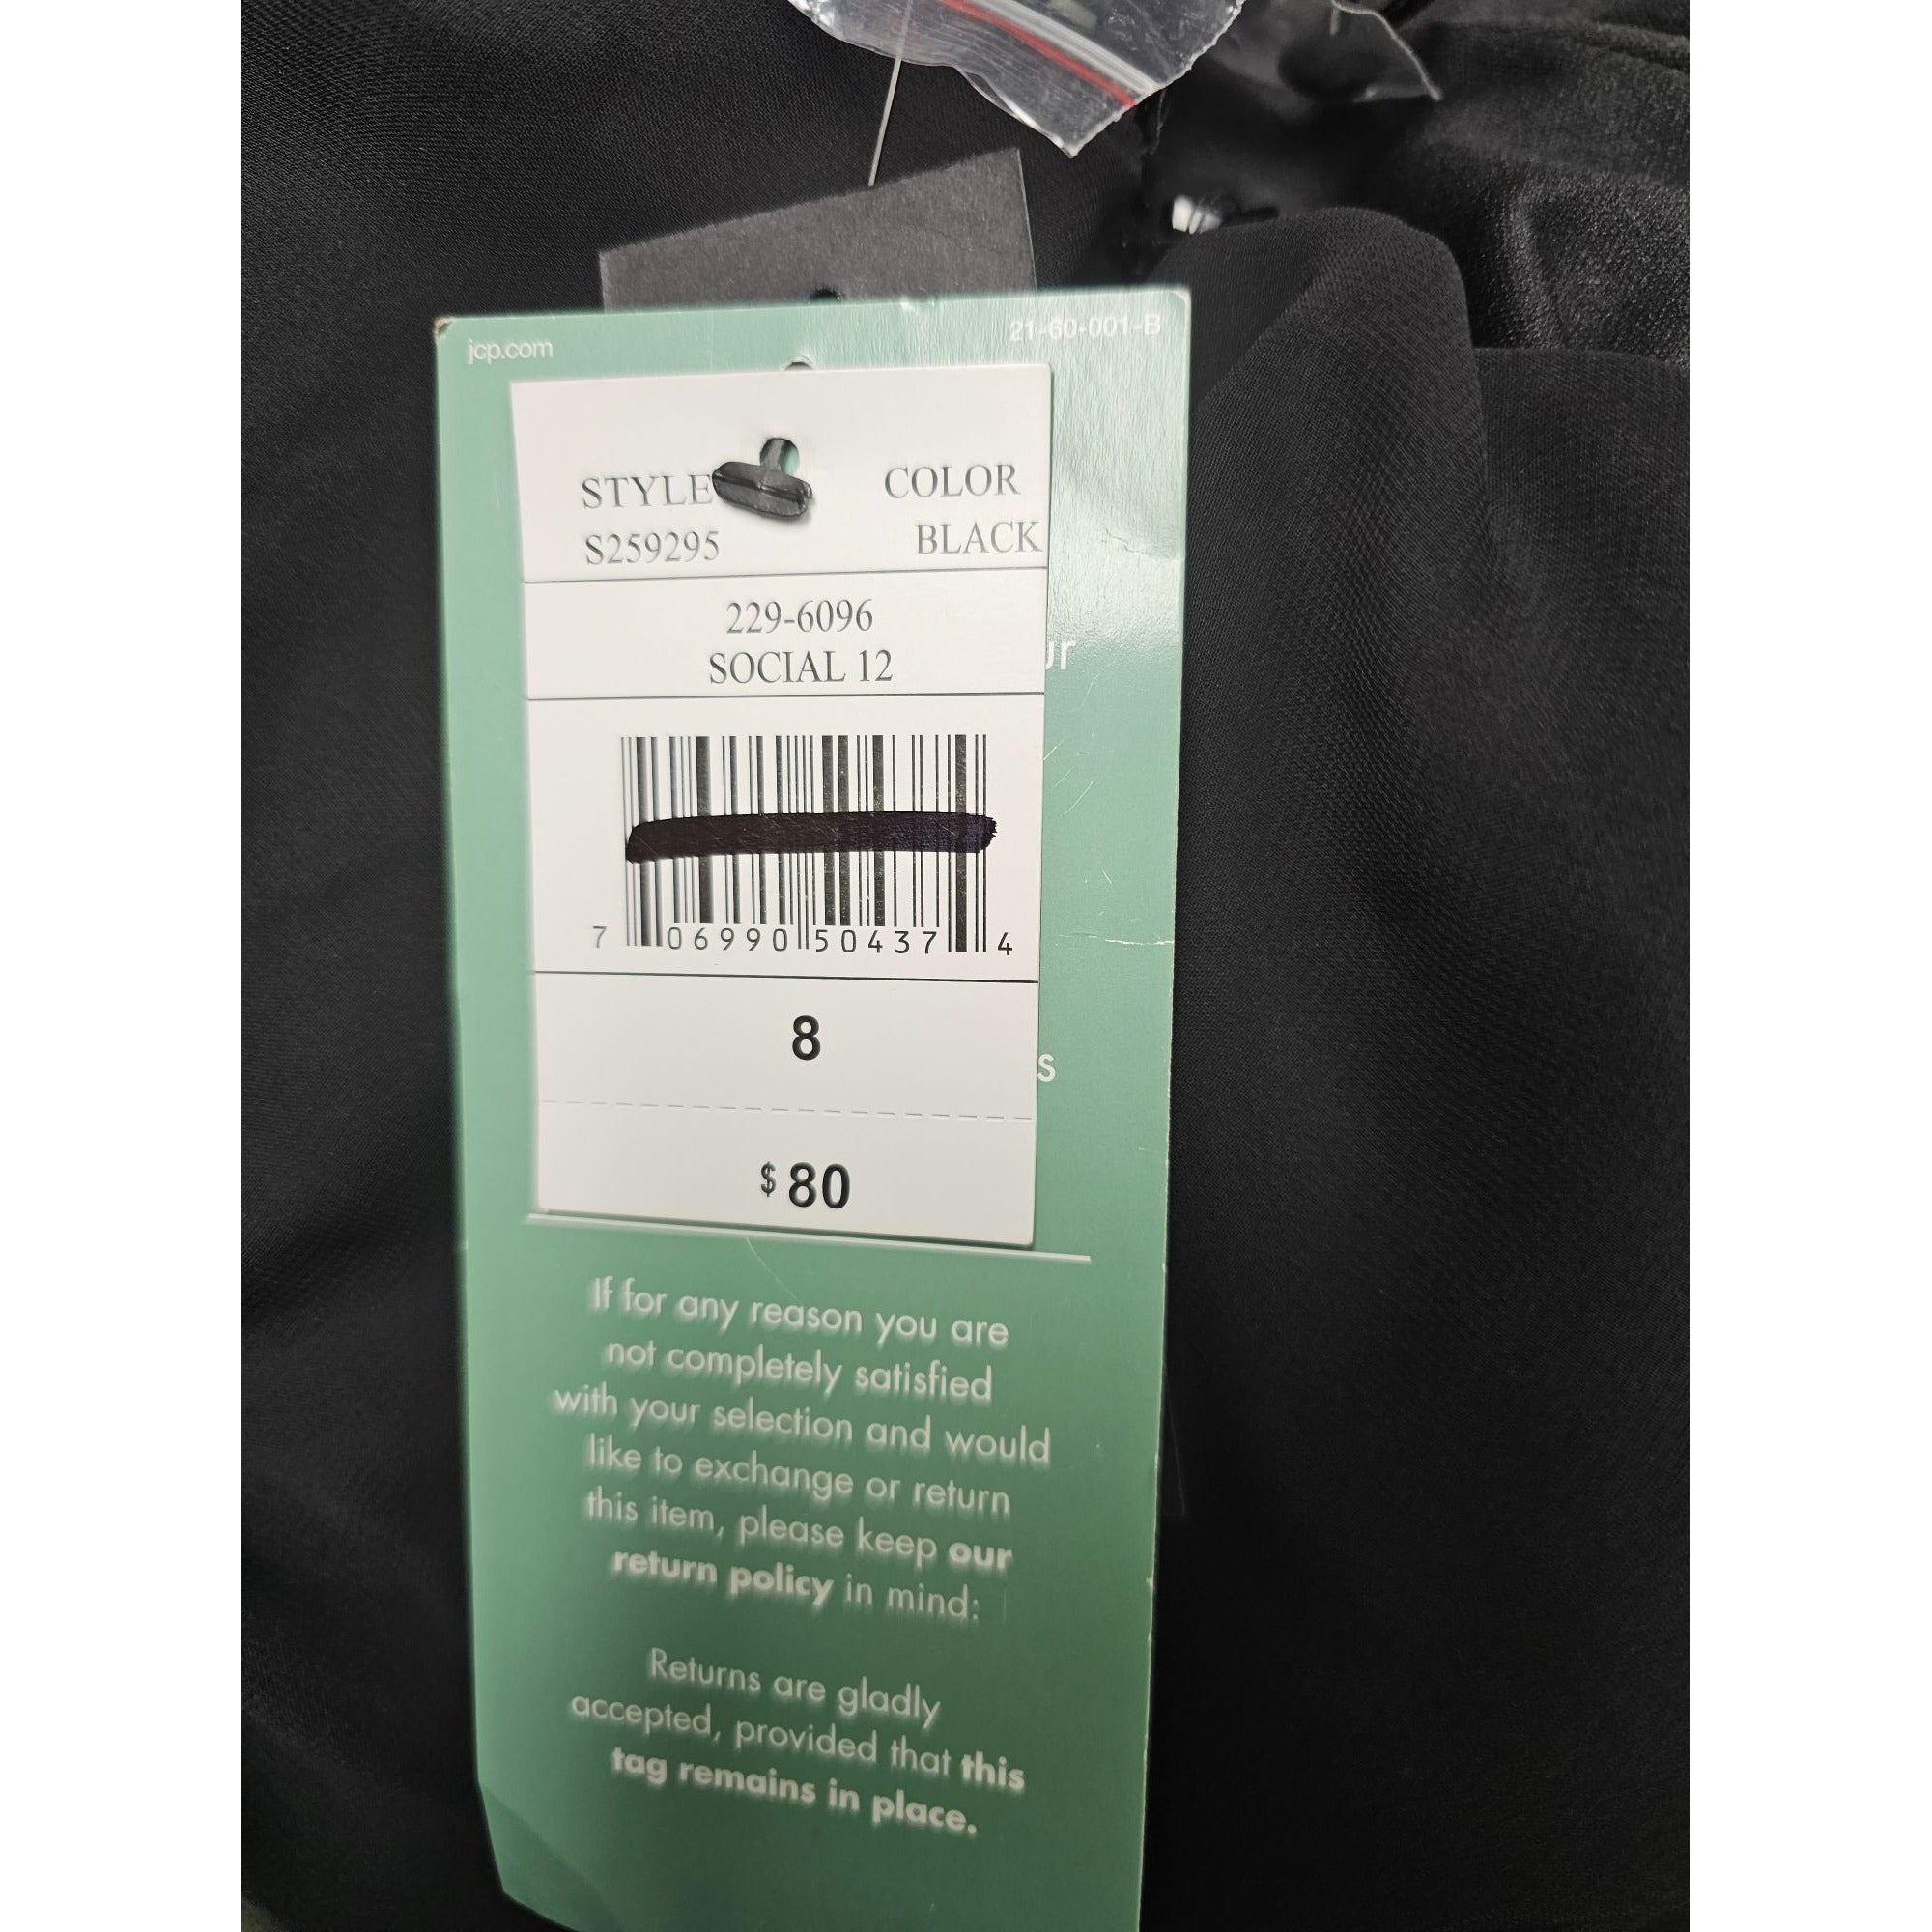 jcp.com
21-60-001-B
STYLE COLOR
S259295 BLACK
229-6096
SOCIAL 12
7 06990 50437 4
8
$80
If for any reason you are
not completely satisfied
with your selection and would
like to exchange or return
this item, please keep our
return policy in mind:
Returns are gladly
accepted, provided that this
tag remains in place.